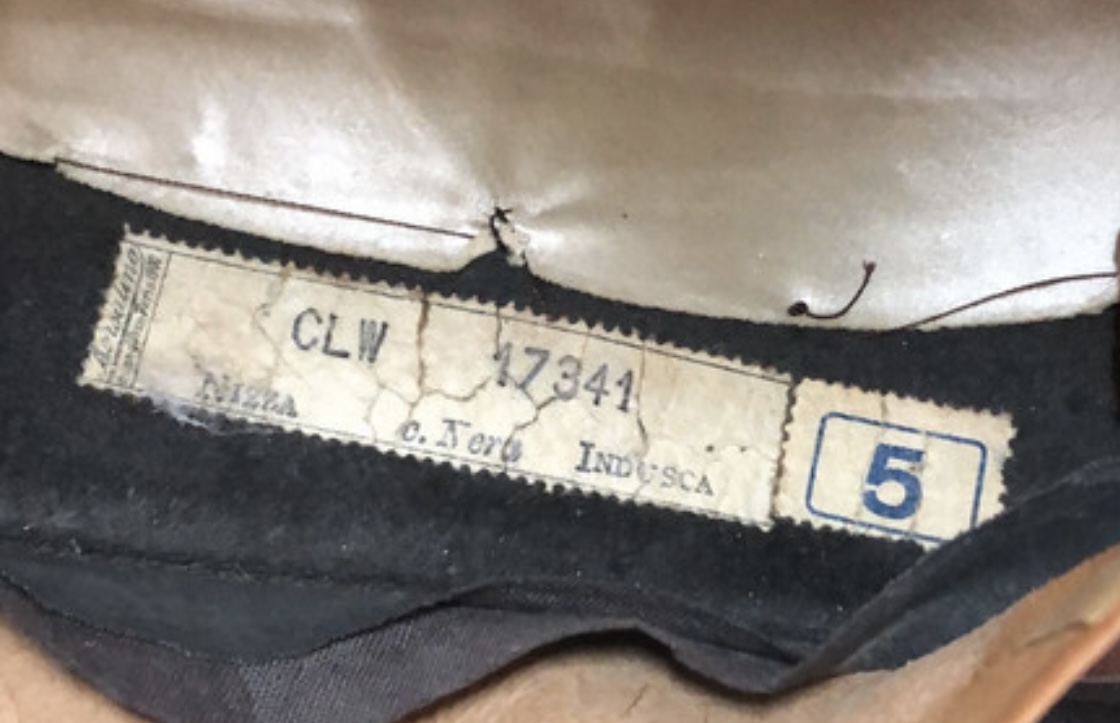 CLW 17341
NIZZA c. Nera INDUSCA
5